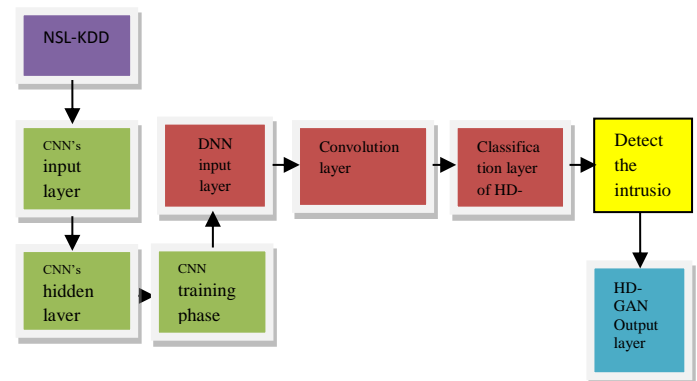 NSL-KDD
CNN's
input
layer
CNN's
hidden
layer
CNN
training
phase
DNN
input
layer
Convolution
layer
Classifica
tion layer
of HD-
Detect
the
intrusio
HD-
GAN
Output
layer